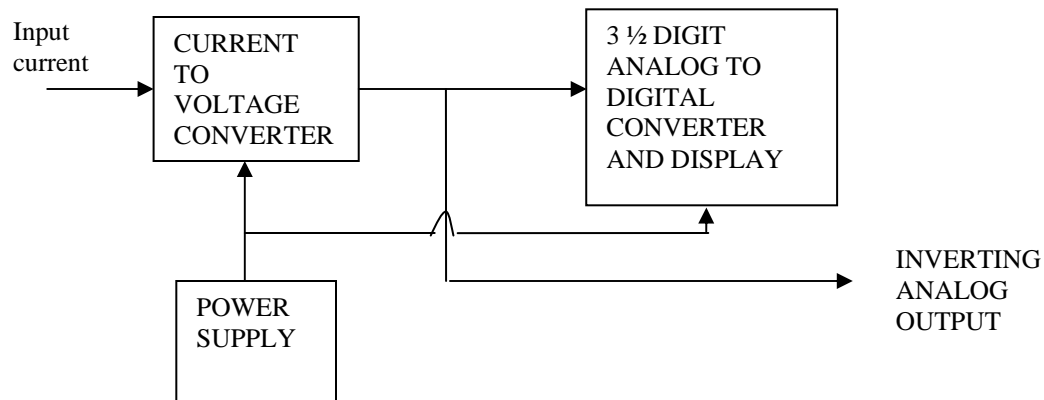 Input
current
CURRENT
TO
VOLTAGE
CONVERTER
3 ½ DIGIT
ANALOG TO
DIGITAL
CONVERTER
AND DISPLAY
POWER
SUPPLY
INVERTING
ANALOG
OUTPUT